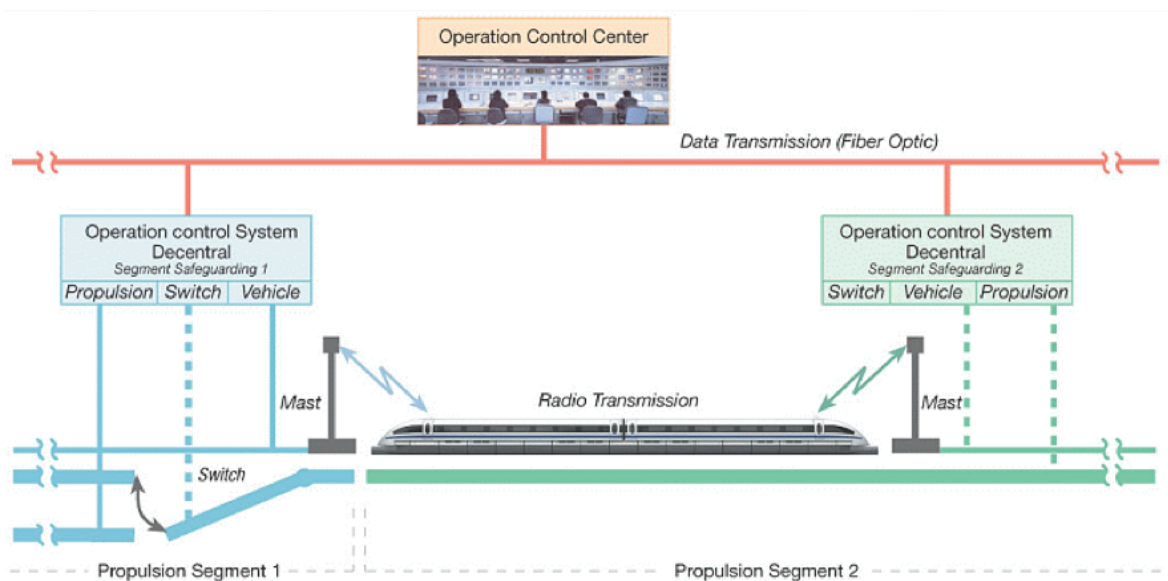 Operation Control Center
Data Transmission (Fiber Optic)
Operation control System
Decentral
Segment Safeguarding 1
Propulsion Switch Vehicle
Operation control System
Decentral
Segment Safeguarding 2
Switch Vehicle Propulsion
Mast
Radio Transmission
Mast
Switch
Propulsion Segment 1
Propulsion Segment 2